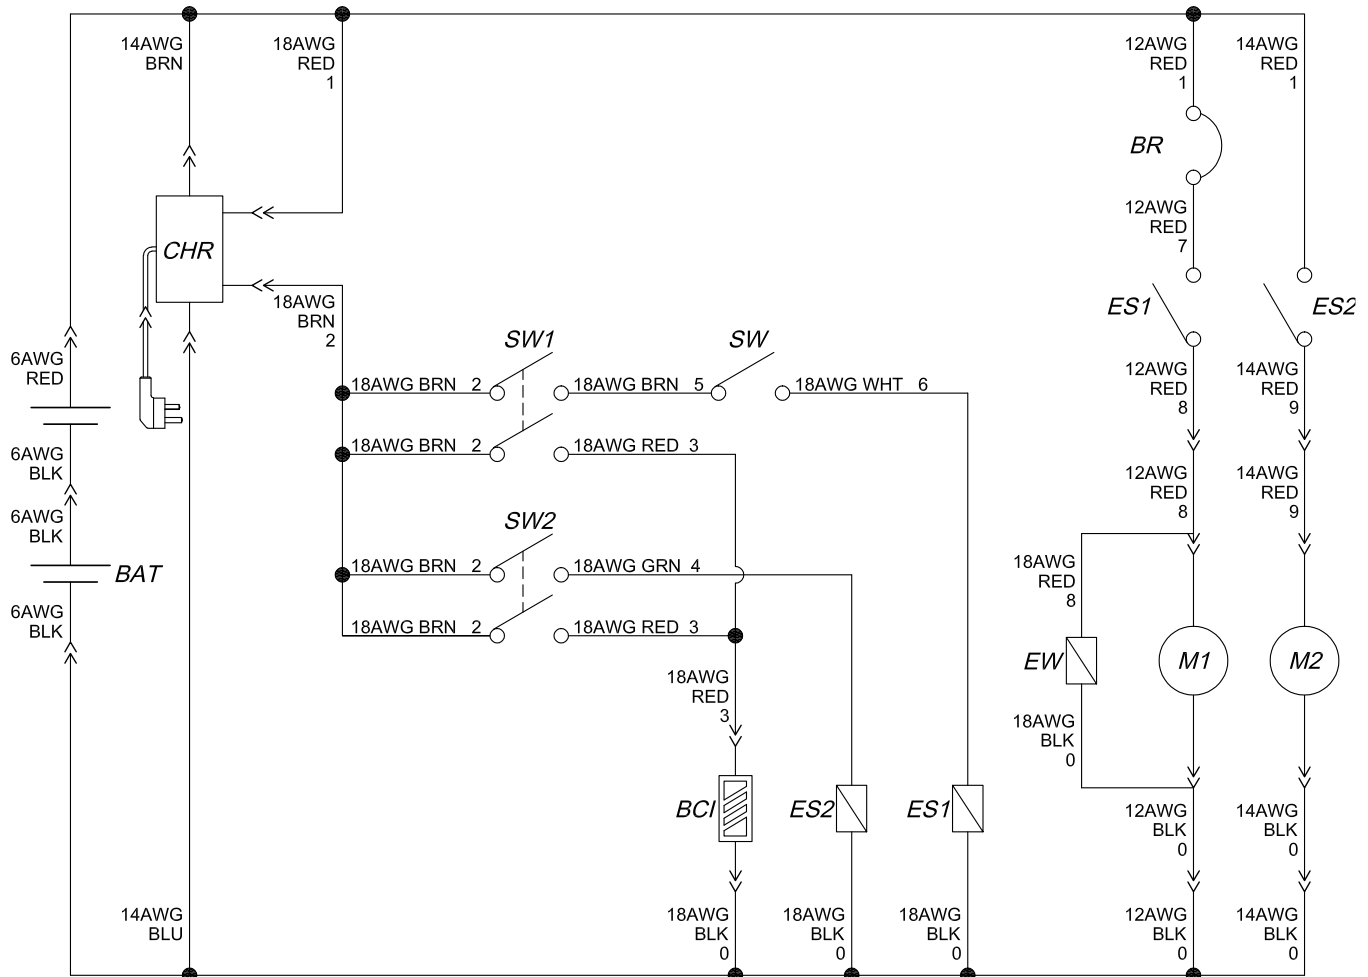 14AWG
BRN
18AWG
RED
1
12AWG
RED
1
14AWG
RED
1
BR
12AWG
RED
7
CHR
18AWG
BRN
2
ES1
ES2
6AWG
RED
SW1
SW
18AWG BRN 2
18AWG BRN 5
18AWG WHT 6
12AWG
RED
8
14AWG
RED
9
18AWG BRN 2
18AWG RED 3
6AWG
BLK
12AWG
RED
8
14AWG
RED
9
6AWG
BLK
SW2
BAT
18AWG BRN 2
18AWG GRN 4
18AWG
RED
8
6AWG
BLK
18AWG BRN 2
18AWG RED 3
EW
M1
M2
18AWG
RED
3
18AWG
BLK
0
BCI
ES2
ES1
12AWG
BLK
0
14AWG
BLK
0
14AWG
BLU
18AWG
BLK
0
18AWG
BLK
0
18AWG
BLK
0
12AWG
BLK
0
14AWG
BLK
0